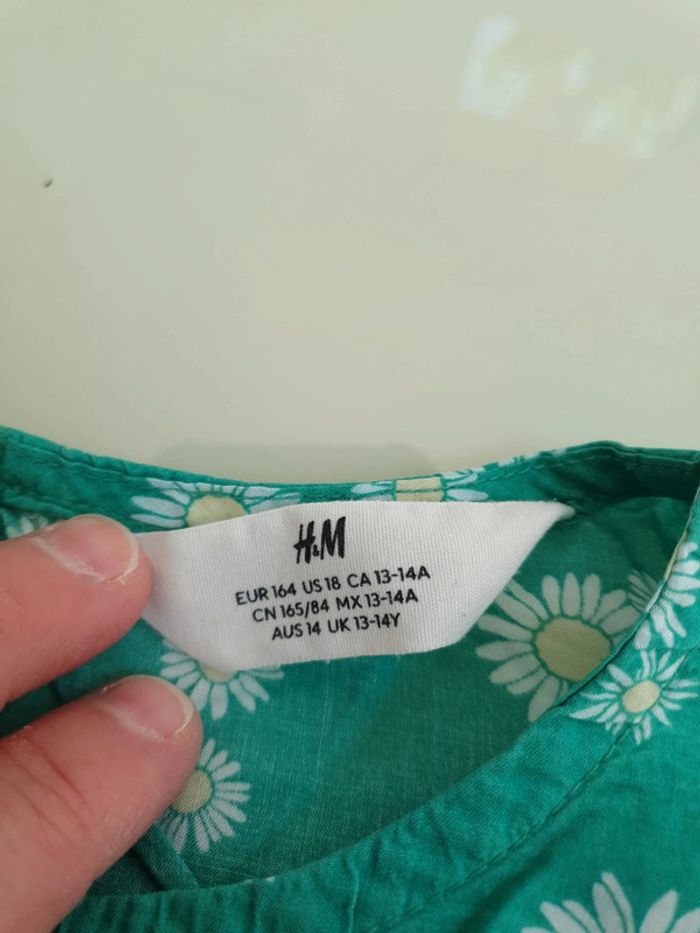 H&M
EUR 164 US 18 CA 13-14A
CN 165/84 MX 13-14A
AUS 14 UK 13-14Y